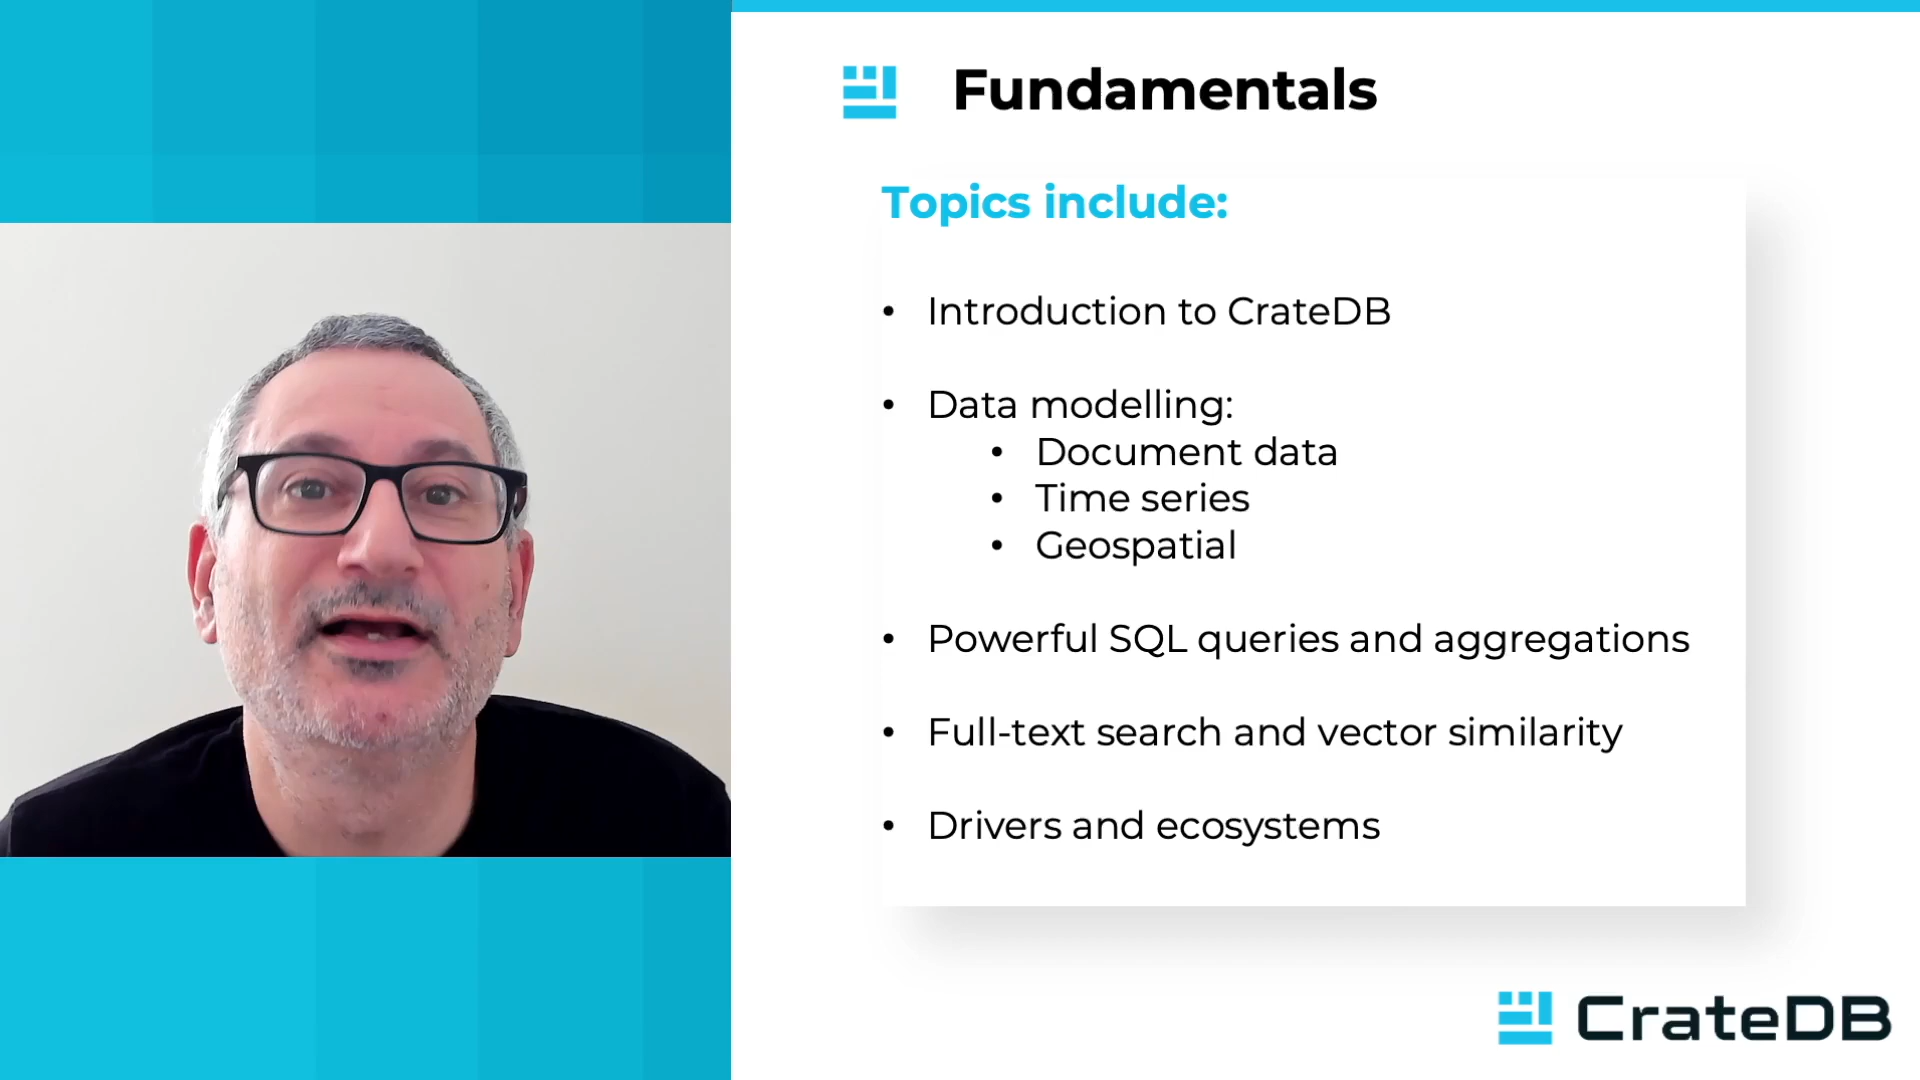 Fundamentals
Topics include:
• Introduction to CrateDB
• Data modelling:
• Document data
• Time series
• Geospatial
• Powerful SQL queries and aggregations
• Full-text search and vector similarity
• Drivers and ecosystems
CrateDB